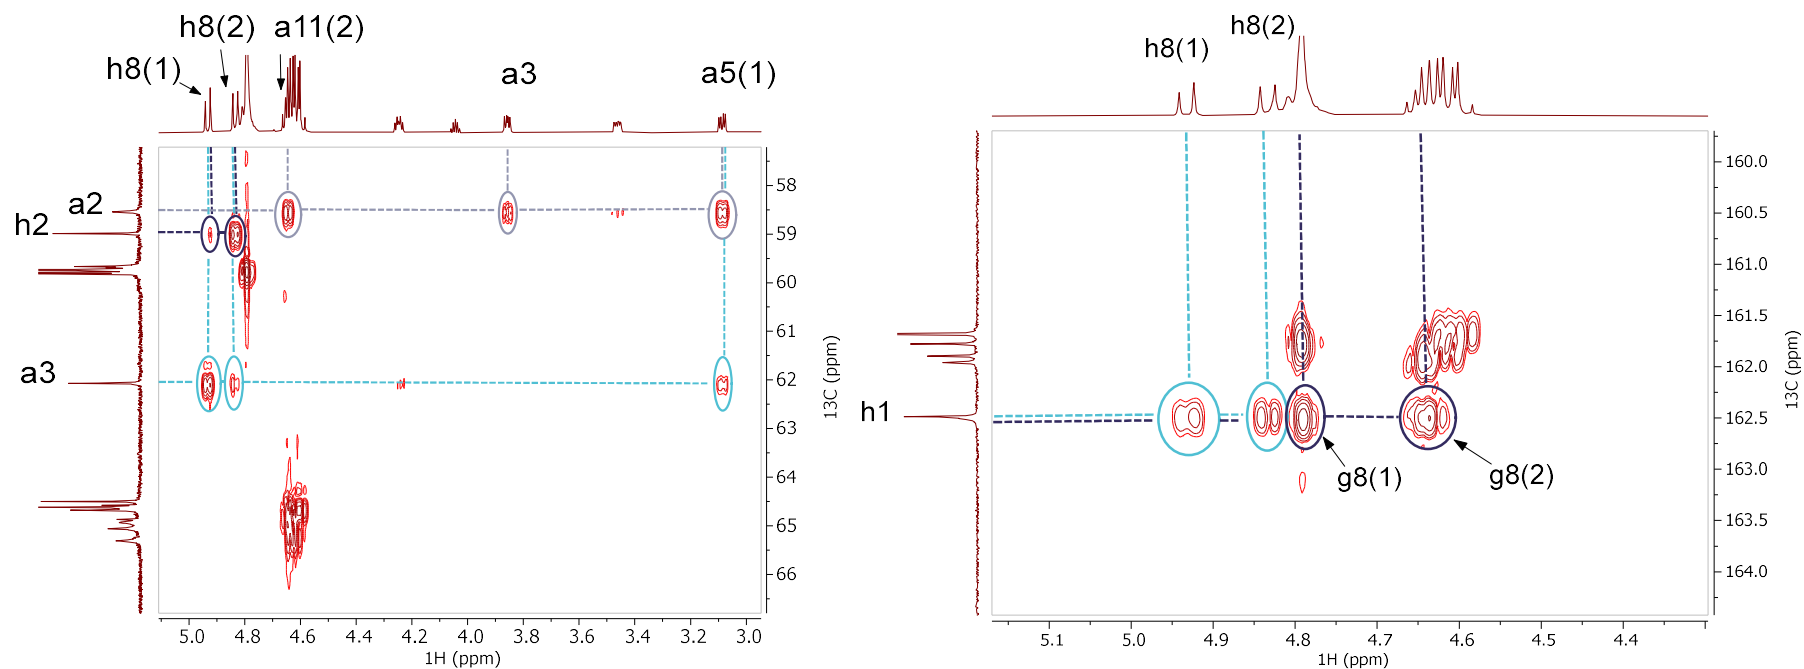 h8(1)
h8(2)
a11(2)
a3
a5(1)
a2
h2
a3
58
59
60
61
62
63
64
65
66
13C (ppm)
5.0 4.8 4.6 4.4 4.2 4.0 3.8 3.6 3.4 3.2 3.0
1H (ppm)
h8(1)
h8(2)
h1
g8(1)
g8(2)
160.0
160.5
161.0
161.5
162.0
162.5
163.0
163.5
164.0
13C (ppm)
5.1 5.0 4.9 4.8 4.7 4.6 4.5 4.4
1H (ppm)